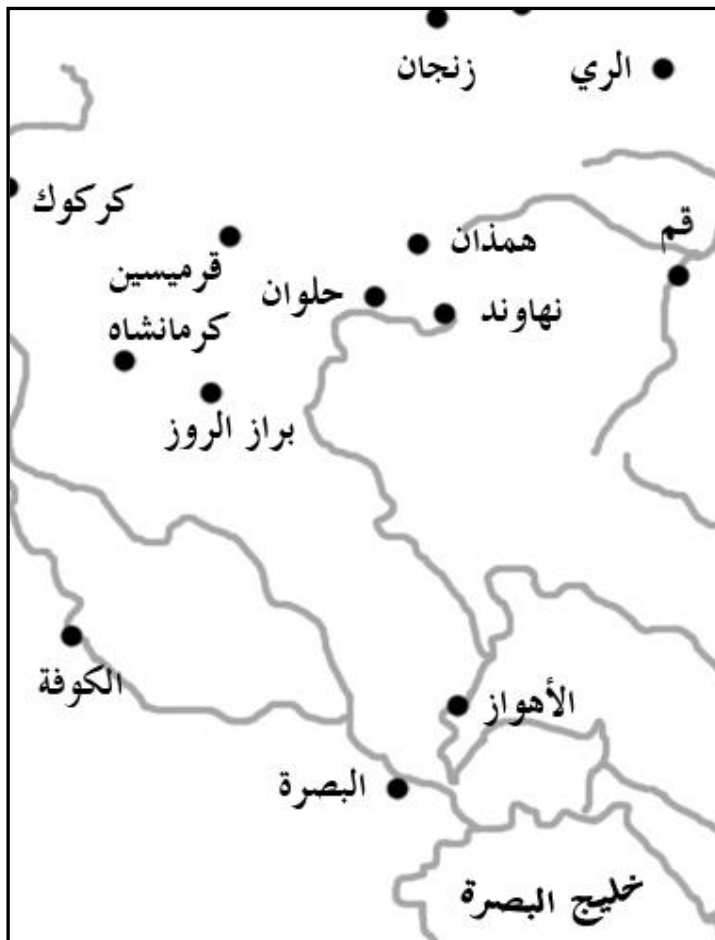 الري
زنجان
كركوك
قم
همذان
قرميسين
حلوان
نهاوند
كرمانشاه
براز الروز
الكوفة
الأهواز
البصرة
خليج البصرة